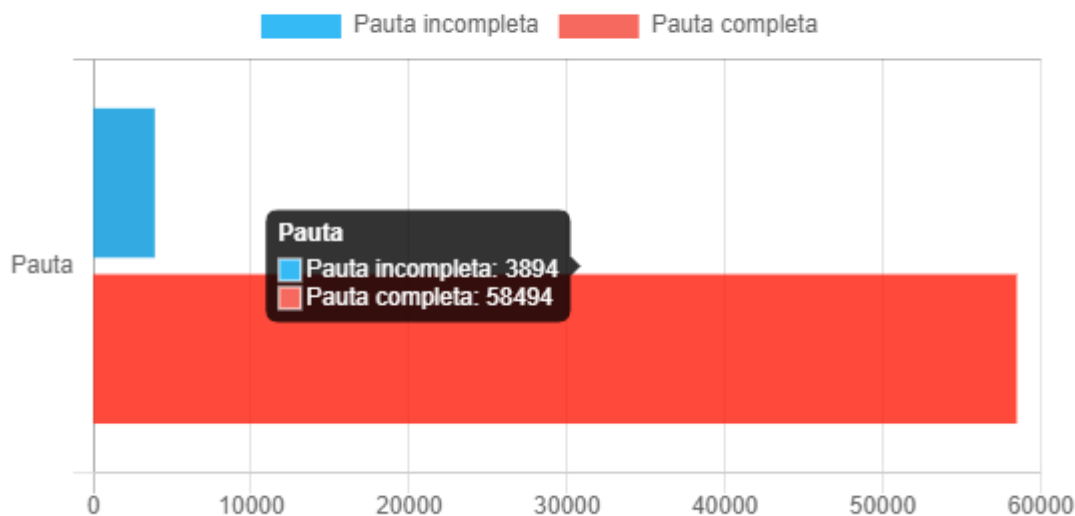 Pauta incompleta Pauta completa
Pauta
Pauta incompleta: 3894
Pauta completa: 58494
Pauta
0 10000 20000 30000 40000 50000 60000